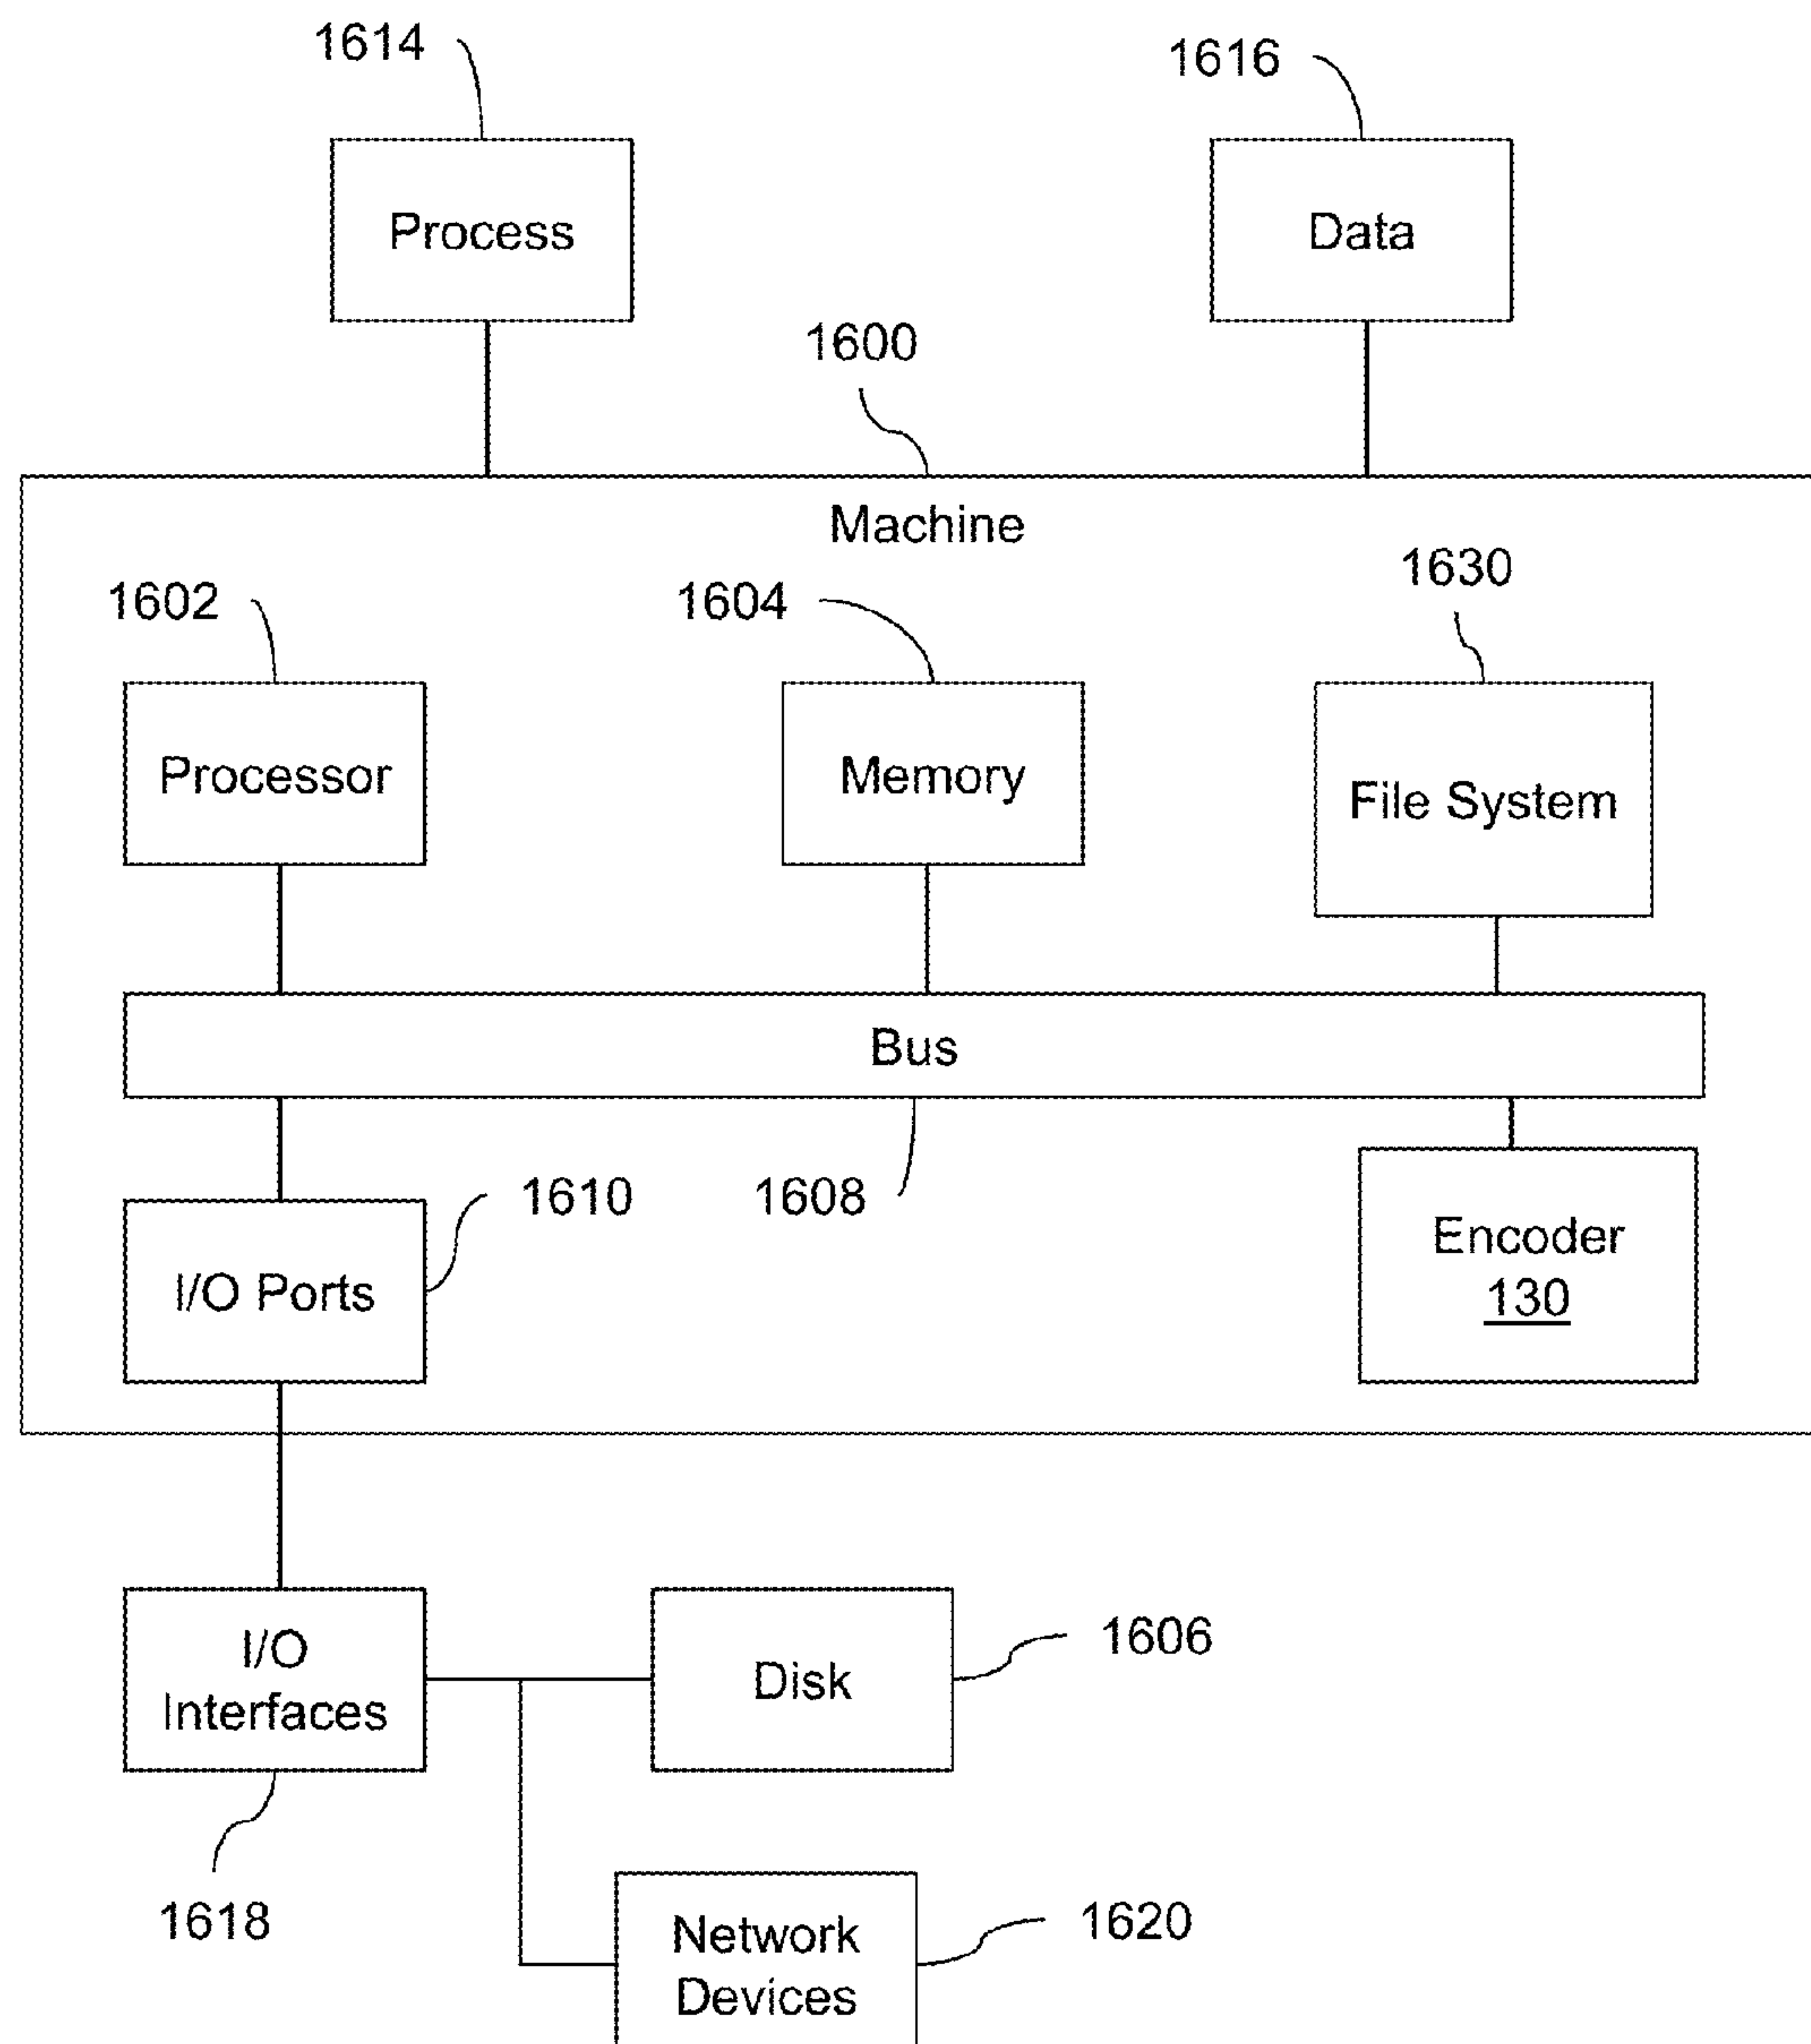 1614
1616
Process
Data
1600
Machine
1602
1604
1630
Processor
Memory
File System
Bus
1610
1608
I/O Ports
Encoder
130
I/O
Interfaces
Disk
1606
1618
Network
Devices
1620